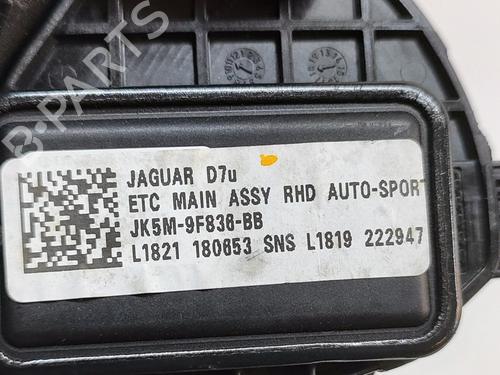 JAGUAR D7u
ETC MAIN ASSY RHD AUTO-SPORT
JK5M-9F836-BB
L1821 180653 SNS L1819 222947
B-PARTS